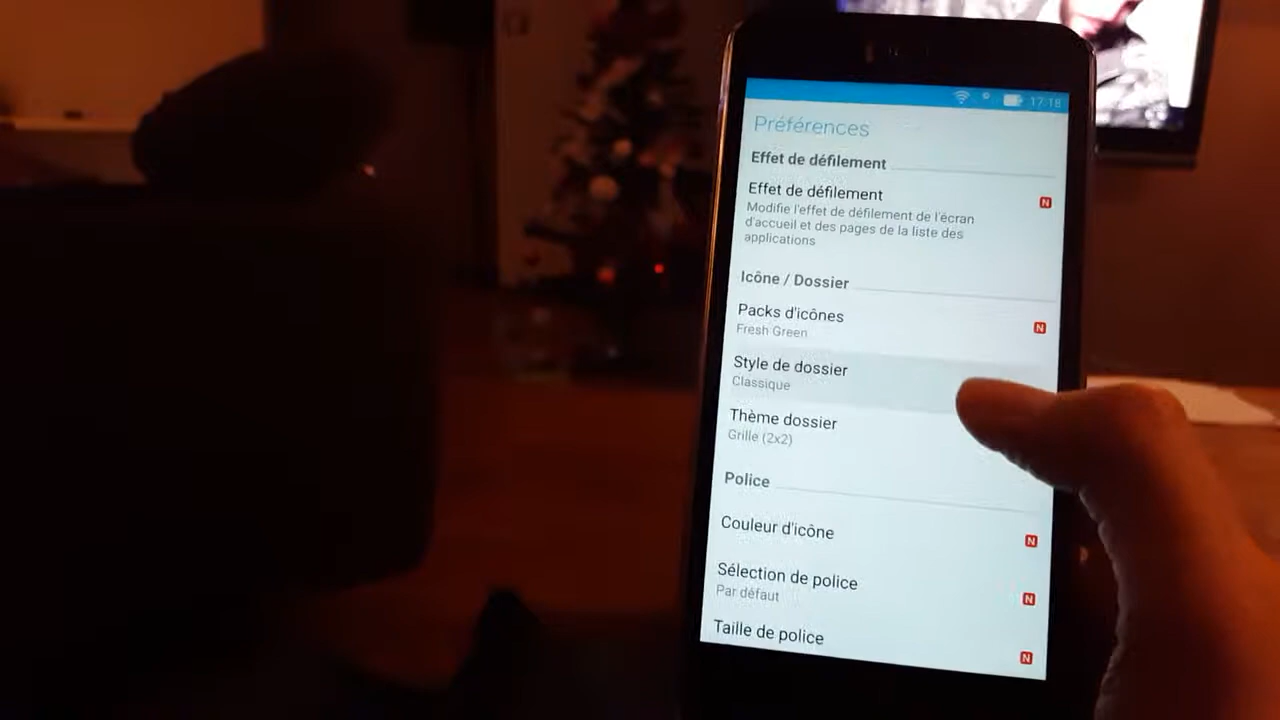 17:18
Préférences
Effet de défilement
Effet de défilement
N
Modifie l'effet de défilement de l'écran
d'accueil et des pages de la liste des
applications
Icône / Dossier
Packs d'icônes
N
Fresh Green
Style de dossier
Classique
Thème dossier
Grille (2x2)
Police
Couleur d'icône
N
Sélection de police
N
Par défaut
Taille de police
N